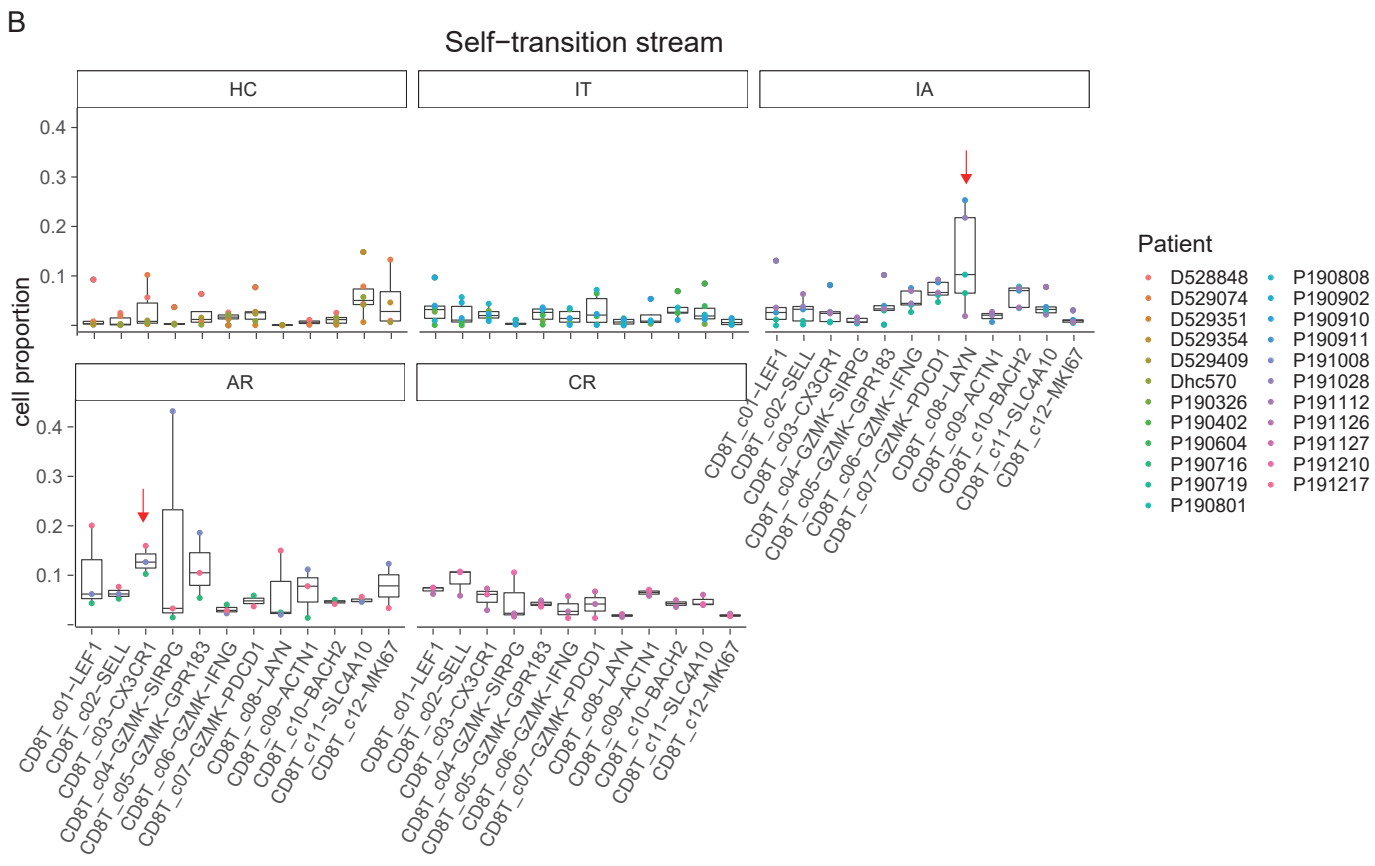 B
Self−transition stream
HC
IT
IA
0.4
0.3
0.2
0.1
cell proportion
AR
CR
0.4
0.3
0.2
0.1
CD8T_c01−LEF1
CD8T_c02−SELL
CD8T_c03−CX3CR1
CD8T_c04−GZMK−SIRPG
CD8T_c05−GZMK−GPR183
CD8T_c06−GZMK−IFNG
CD8T_c07−GZMK−PDCD1
CD8T_c08−LAYN
CD8T_c09−ACTN1
CD8T_c10−BACH2
CD8T_c11−SLC4A10
CD8T_c12−MKI67
CD8T_c01−LEF1
CD8T_c02−SELL
CD8T_c03−CX3CR1
CD8T_c04−GZMK−SIRPG
CD8T_c05−GZMK−GPR183
CD8T_c06−GZMK−IFNG
CD8T_c07−GZMK−PDCD1
CD8T_c08−LAYN
CD8T_c09−ACTN1
CD8T_c10−BACH2
CD8T_c11−SLC4A10
CD8T_c12−MKI67
CD8T_c01−LEF1
CD8T_c02−SELL
CD8T_c03−CX3CR1
CD8T_c04−GZMK−SIRPG
CD8T_c05−GZMK−GPR183
CD8T_c06−GZMK−IFNG
CD8T_c07−GZMK−PDCD1
CD8T_c08−LAYN
CD8T_c09−ACTN1
CD8T_c10−BACH2
CD8T_c11−SLC4A10
CD8T_c12−MKI67
Patient
D528848
D529074
D529351
D529354
D529409
Dhc570
P190326
P190402
P190604
P190716
P190719
P190801
P190808
P190902
P190910
P190911
P191008
P191028
P191112
P191126
P191127
P191210
P191217